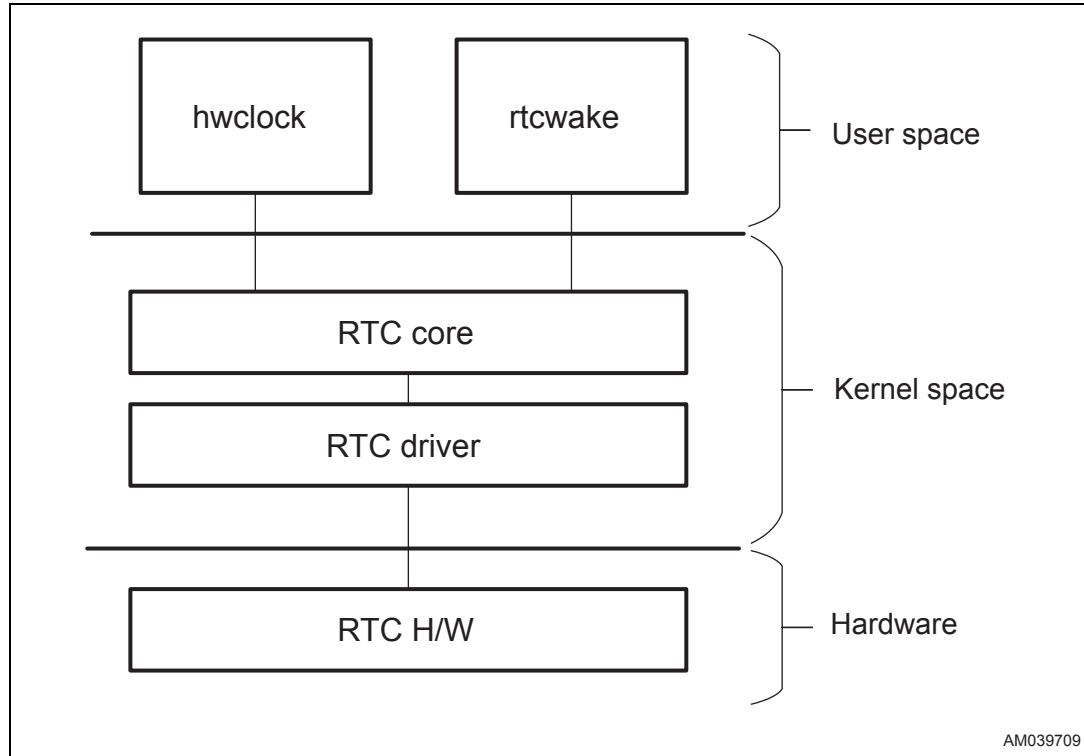 hwclock
rtcwake
User space
RTC core
Kernel space
RTC driver
RTC H/W
Hardware
AM039709